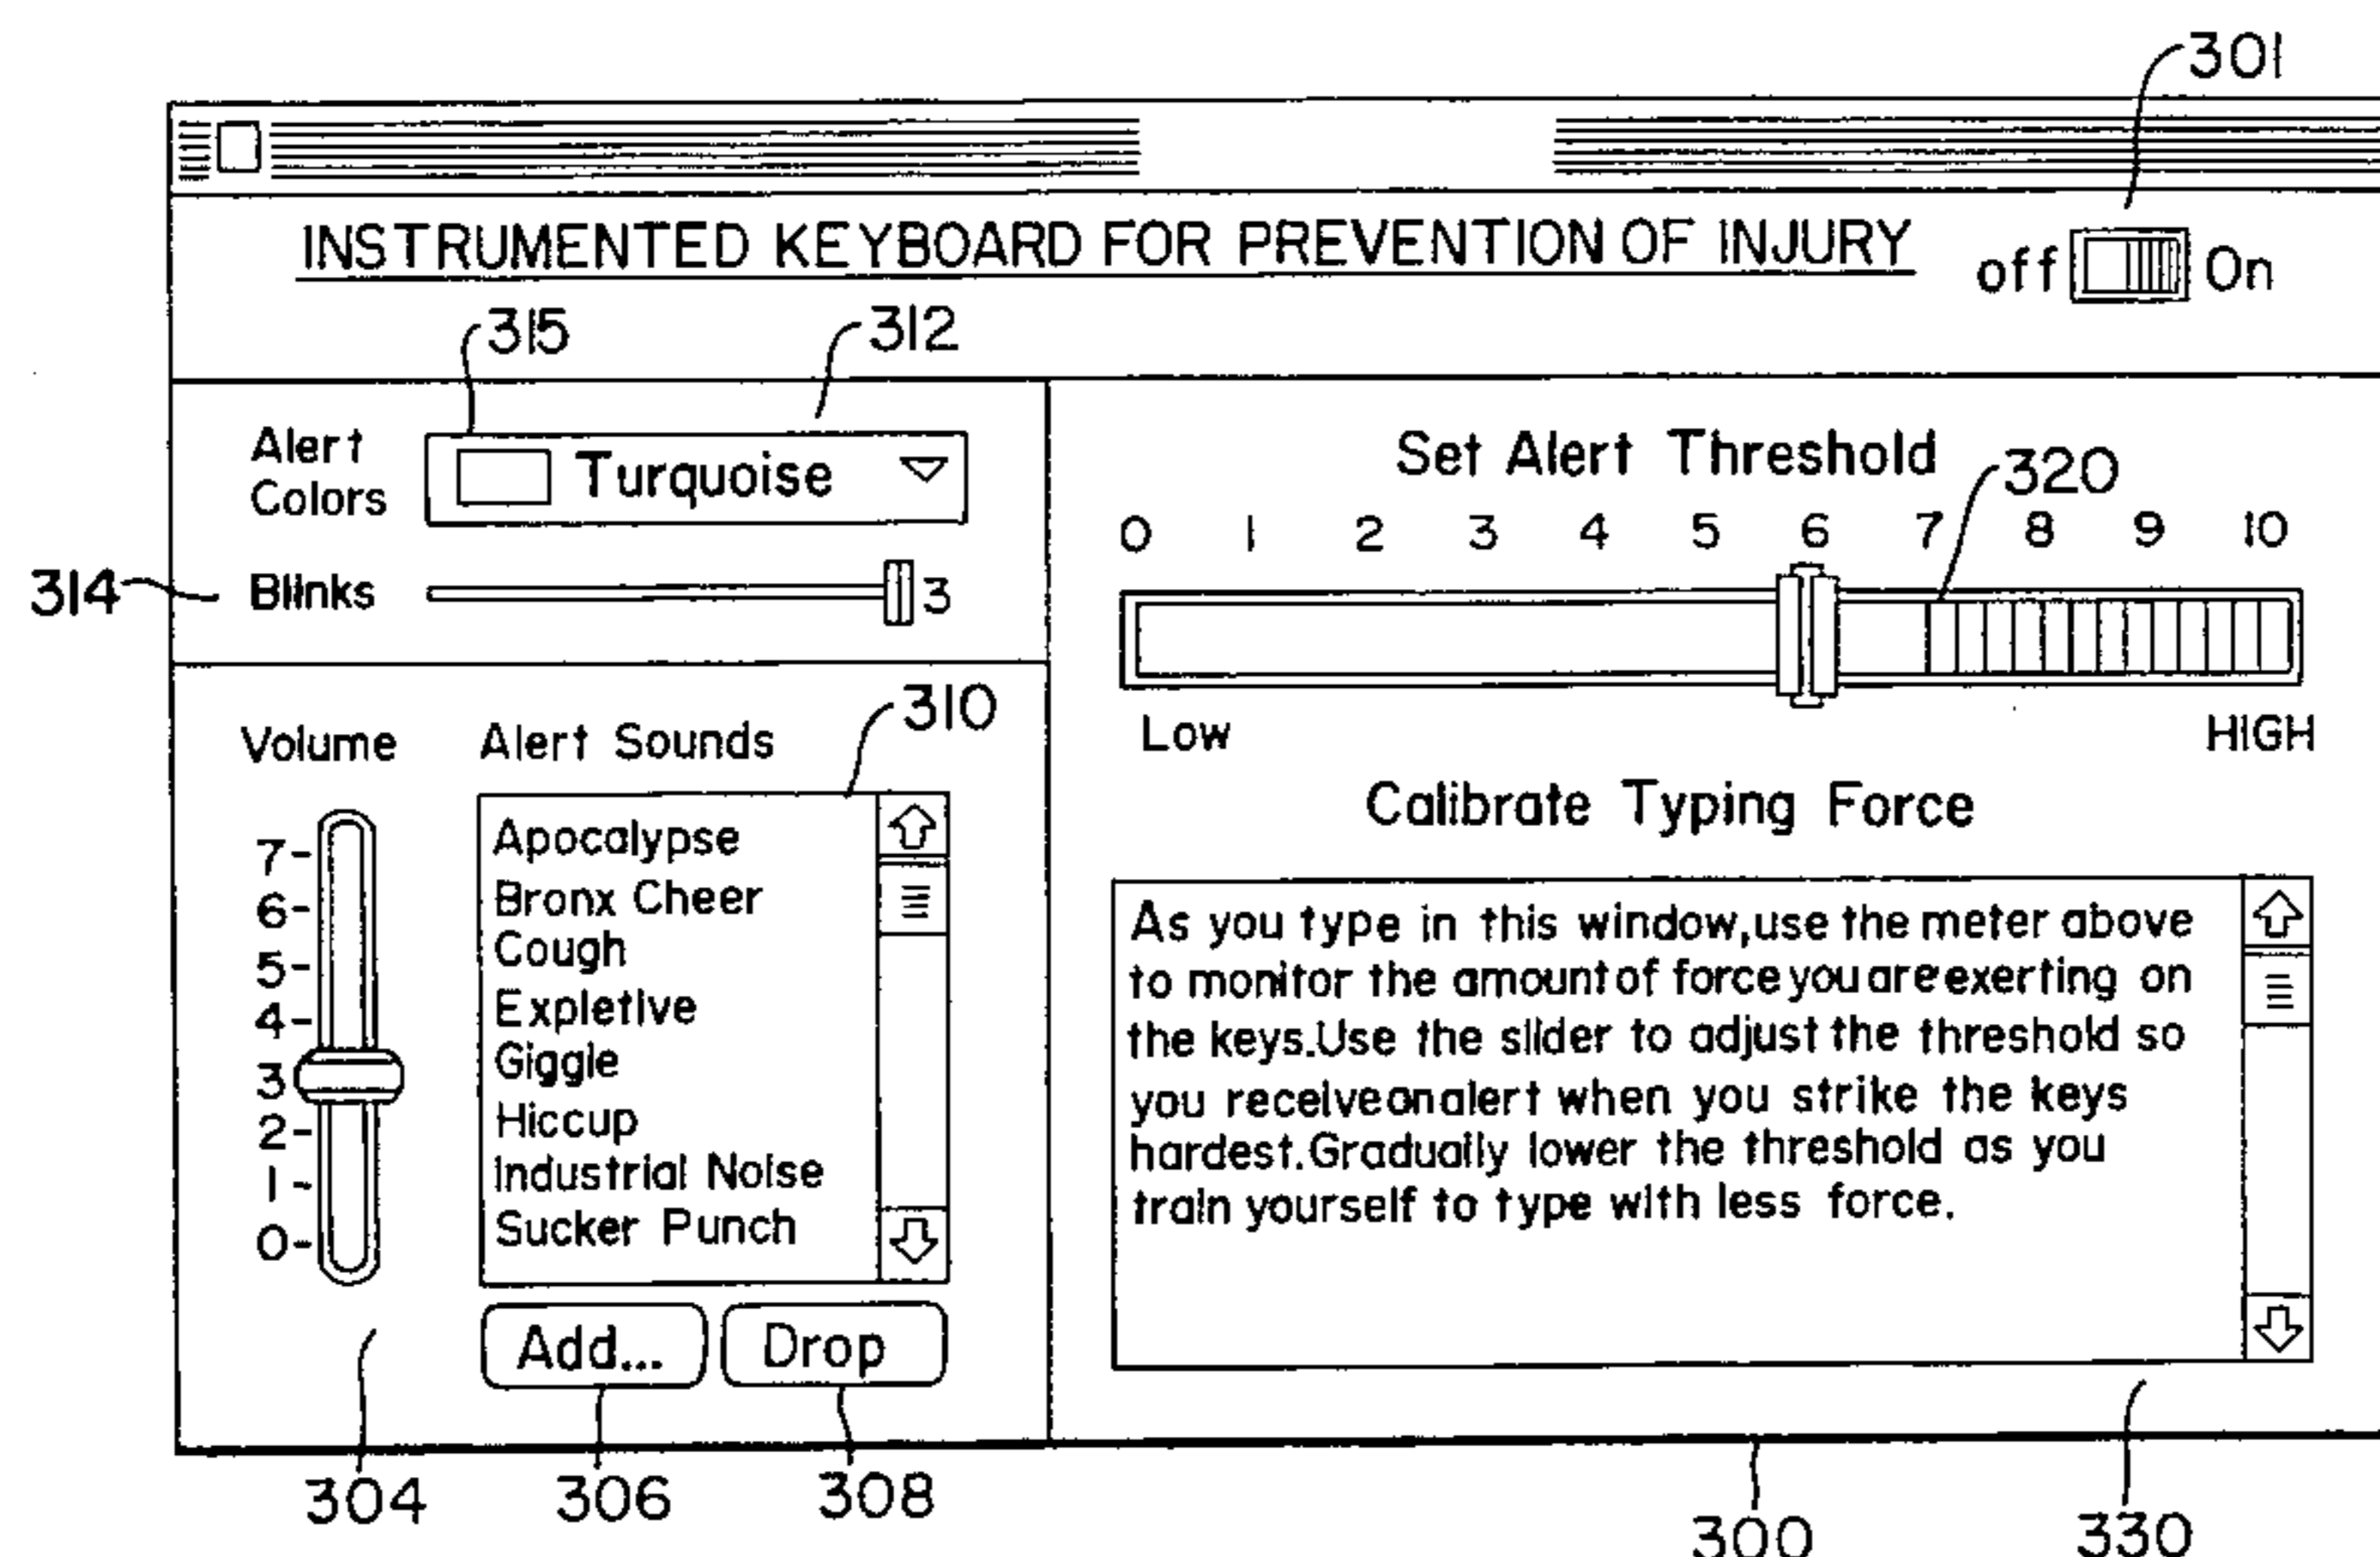 301
INSTRUMENTED KEYBOARD FOR PREVENTION OF INJURY
off On
315
312
Alert
Colors
Turquoise
314
Blinks
3
Set Alert Threshold
320
0 1 2 3 4 5 6 7 8 9 10
Low HIGH
Volume
7-
6-
5-
4-
3
2-
1-
0-
Alert Sounds
310
Apocalypse
Bronx Cheer
Cough
Expletive
Giggle
Hiccup
Industrial Noise
Sucker Punch
Add...
Drop
Calibrate Typing Force
As you type in this window,use the meter above
to monitor the amount of force you are exerting on
the keys.Use the slider to adjust the threshold so
you receive an alert when you strike the keys
hardest.Gradually lower the threshold as you
train yourself to type with less force.
304
306
308
300
330